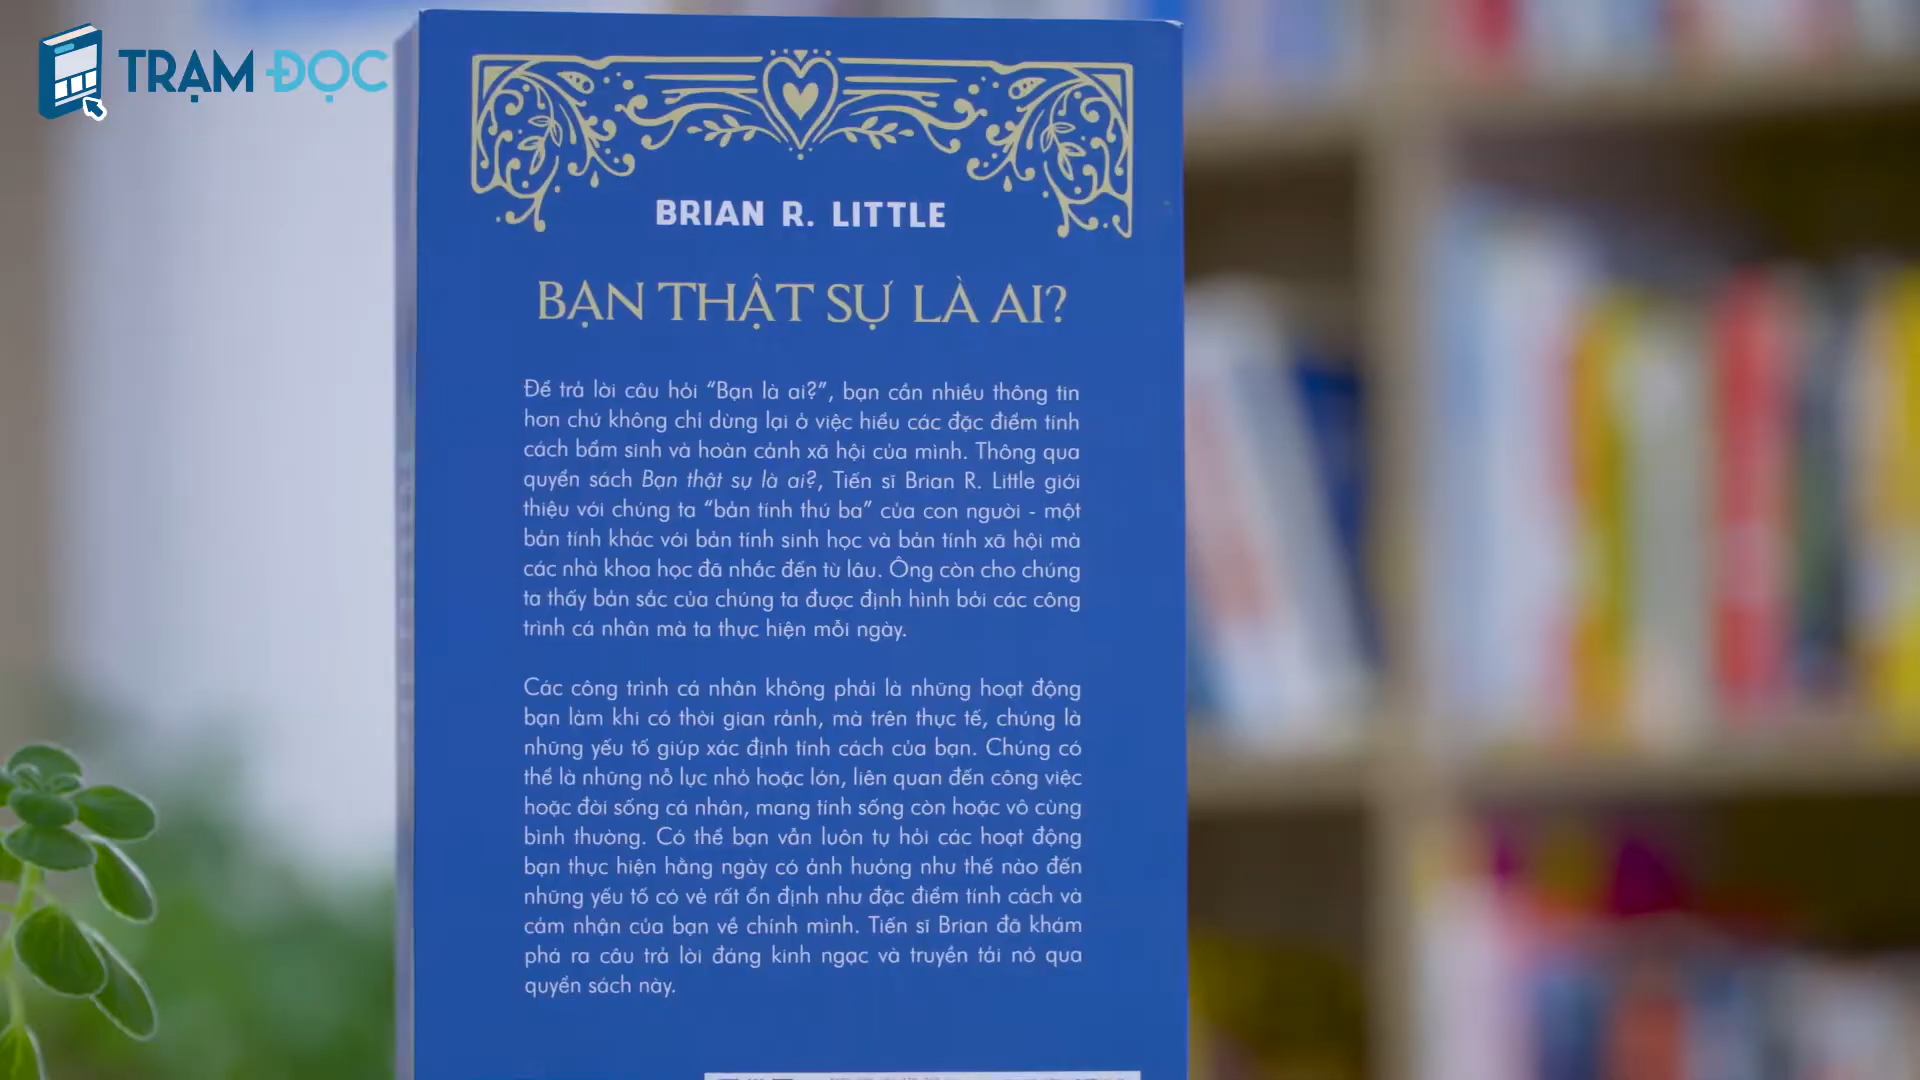 TRẠM ĐỌC
BRIAN R. LITTLE
BẠN THẬT SỰ LÀ AI?
Để trả lời câu hỏi “Bạn là ai?”, bạn cần nhiều thông tin
hơn chứ không chỉ dừng lại ở việc hiểu các đặc điểm tính
cách bẩm sinh và hoàn cảnh xã hội của mình. Thông qua
quyển sách Bạn thật sự là ai?, Tiến sĩ Brian R. Little giới
thiệu với chúng ta “bản tính thứ ba” của con người - một
bản tính khác với bản tính sinh học và bản tính xã hội mà
các nhà khoa học đã nhắc đến từ lâu. Ông còn cho chúng
ta thấy bản sắc của chúng ta được định hình bởi các công
trình cá nhân mà ta thực hiện mỗi ngày.
Các công trình cá nhân không phải là những hoạt động
bạn làm khi có thời gian rảnh, mà trên thực tế, chúng là
những yếu tố giúp xác định tính cách của bạn. Chúng có
thể là những nỗ lực nhỏ hoặc lớn, liên quan đến công việc
hoặc đời sống cá nhân, mang tính sống còn hoặc vô cùng
bình thường. Có thể bạn vẫn luôn tự hỏi các hoạt động
bạn thực hiện hằng ngày có ảnh hưởng như thế nào đến
những yếu tố có vẻ rất ổn định như đặc điểm tính cách và
cảm nhận của bạn về chính mình. Tiến sĩ Brian đã khám
phá ra câu trả lời đáng kinh ngạc và truyền tải nó qua
quyển sách này.